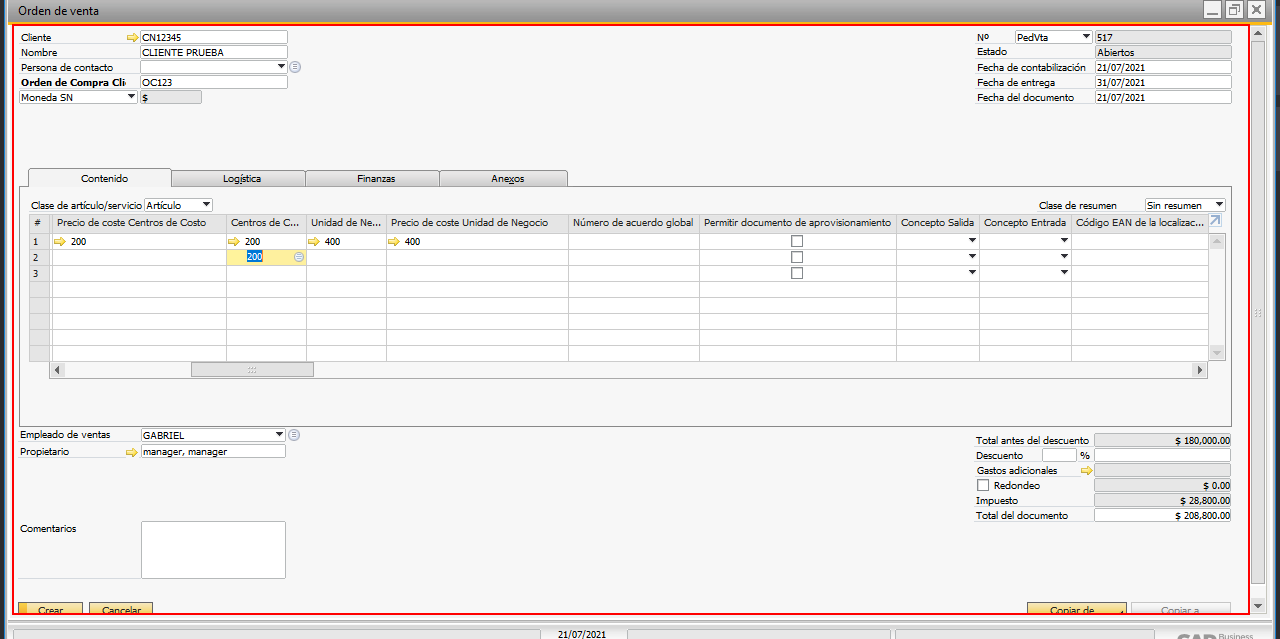 Orden de venta
Cliente CN12345
Nombre CLIENTE PRUEBA
Persona de contacto
Orden de Compra Cli OC123
Moneda SN $
Nº PedVta 517
Estado Abiertos
Fecha de contabilización 21/07/2021
Fecha de entrega 31/07/2021
Fecha del documento 21/07/2021
Contenido Logística Finanzas Anexos
Clase de artículo/servicio Artículo
Clase de resumen Sin resumen
# Precio de coste Centros de Costo Centros de C... Unidad de Ne... Precio de coste Unidad de Negocio Número de acuerdo global Permitir documento de aprovisionamiento Concepto Salida Concepto Entrada Código EAN de la localizac...
1 200 200 400 400
2 200
3
Empleado de ventas GABRIEL
Propietario manager, manager
Total antes del descuento $ 180,000.00
Descuento %
Gastos adicionales
Redondeo $ 0.00
Impuesto $ 28,800.00
Total del documento $ 208,800.00
Comentarios
Crear Cancelar
Copiar de Copiar a
21/07/2021
Business